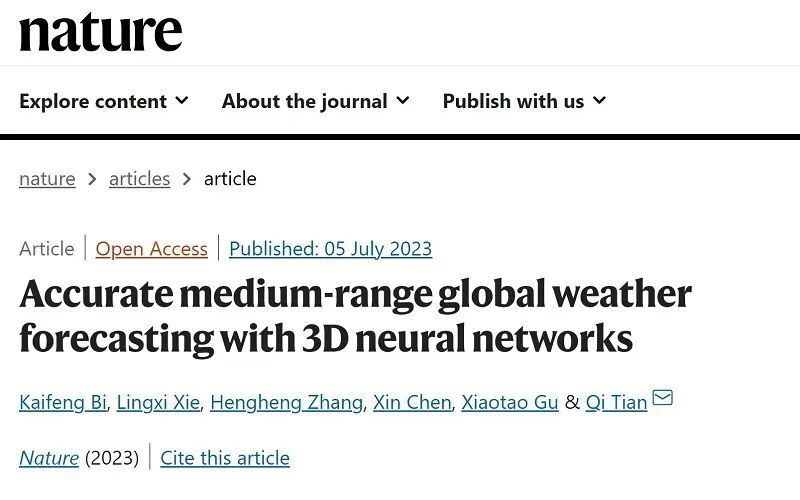 nature
Explore content About the journal Publish with us
nature > articles > article
Article | Open Access | Published: 05 July 2023
Accurate medium-range global weather
forecasting with 3D neural networks
Kaifeng Bi, Lingxi Xie, Hengheng Zhang, Xin Chen, Xiaotao Gu & Qi Tian
Nature (2023) | Cite this article